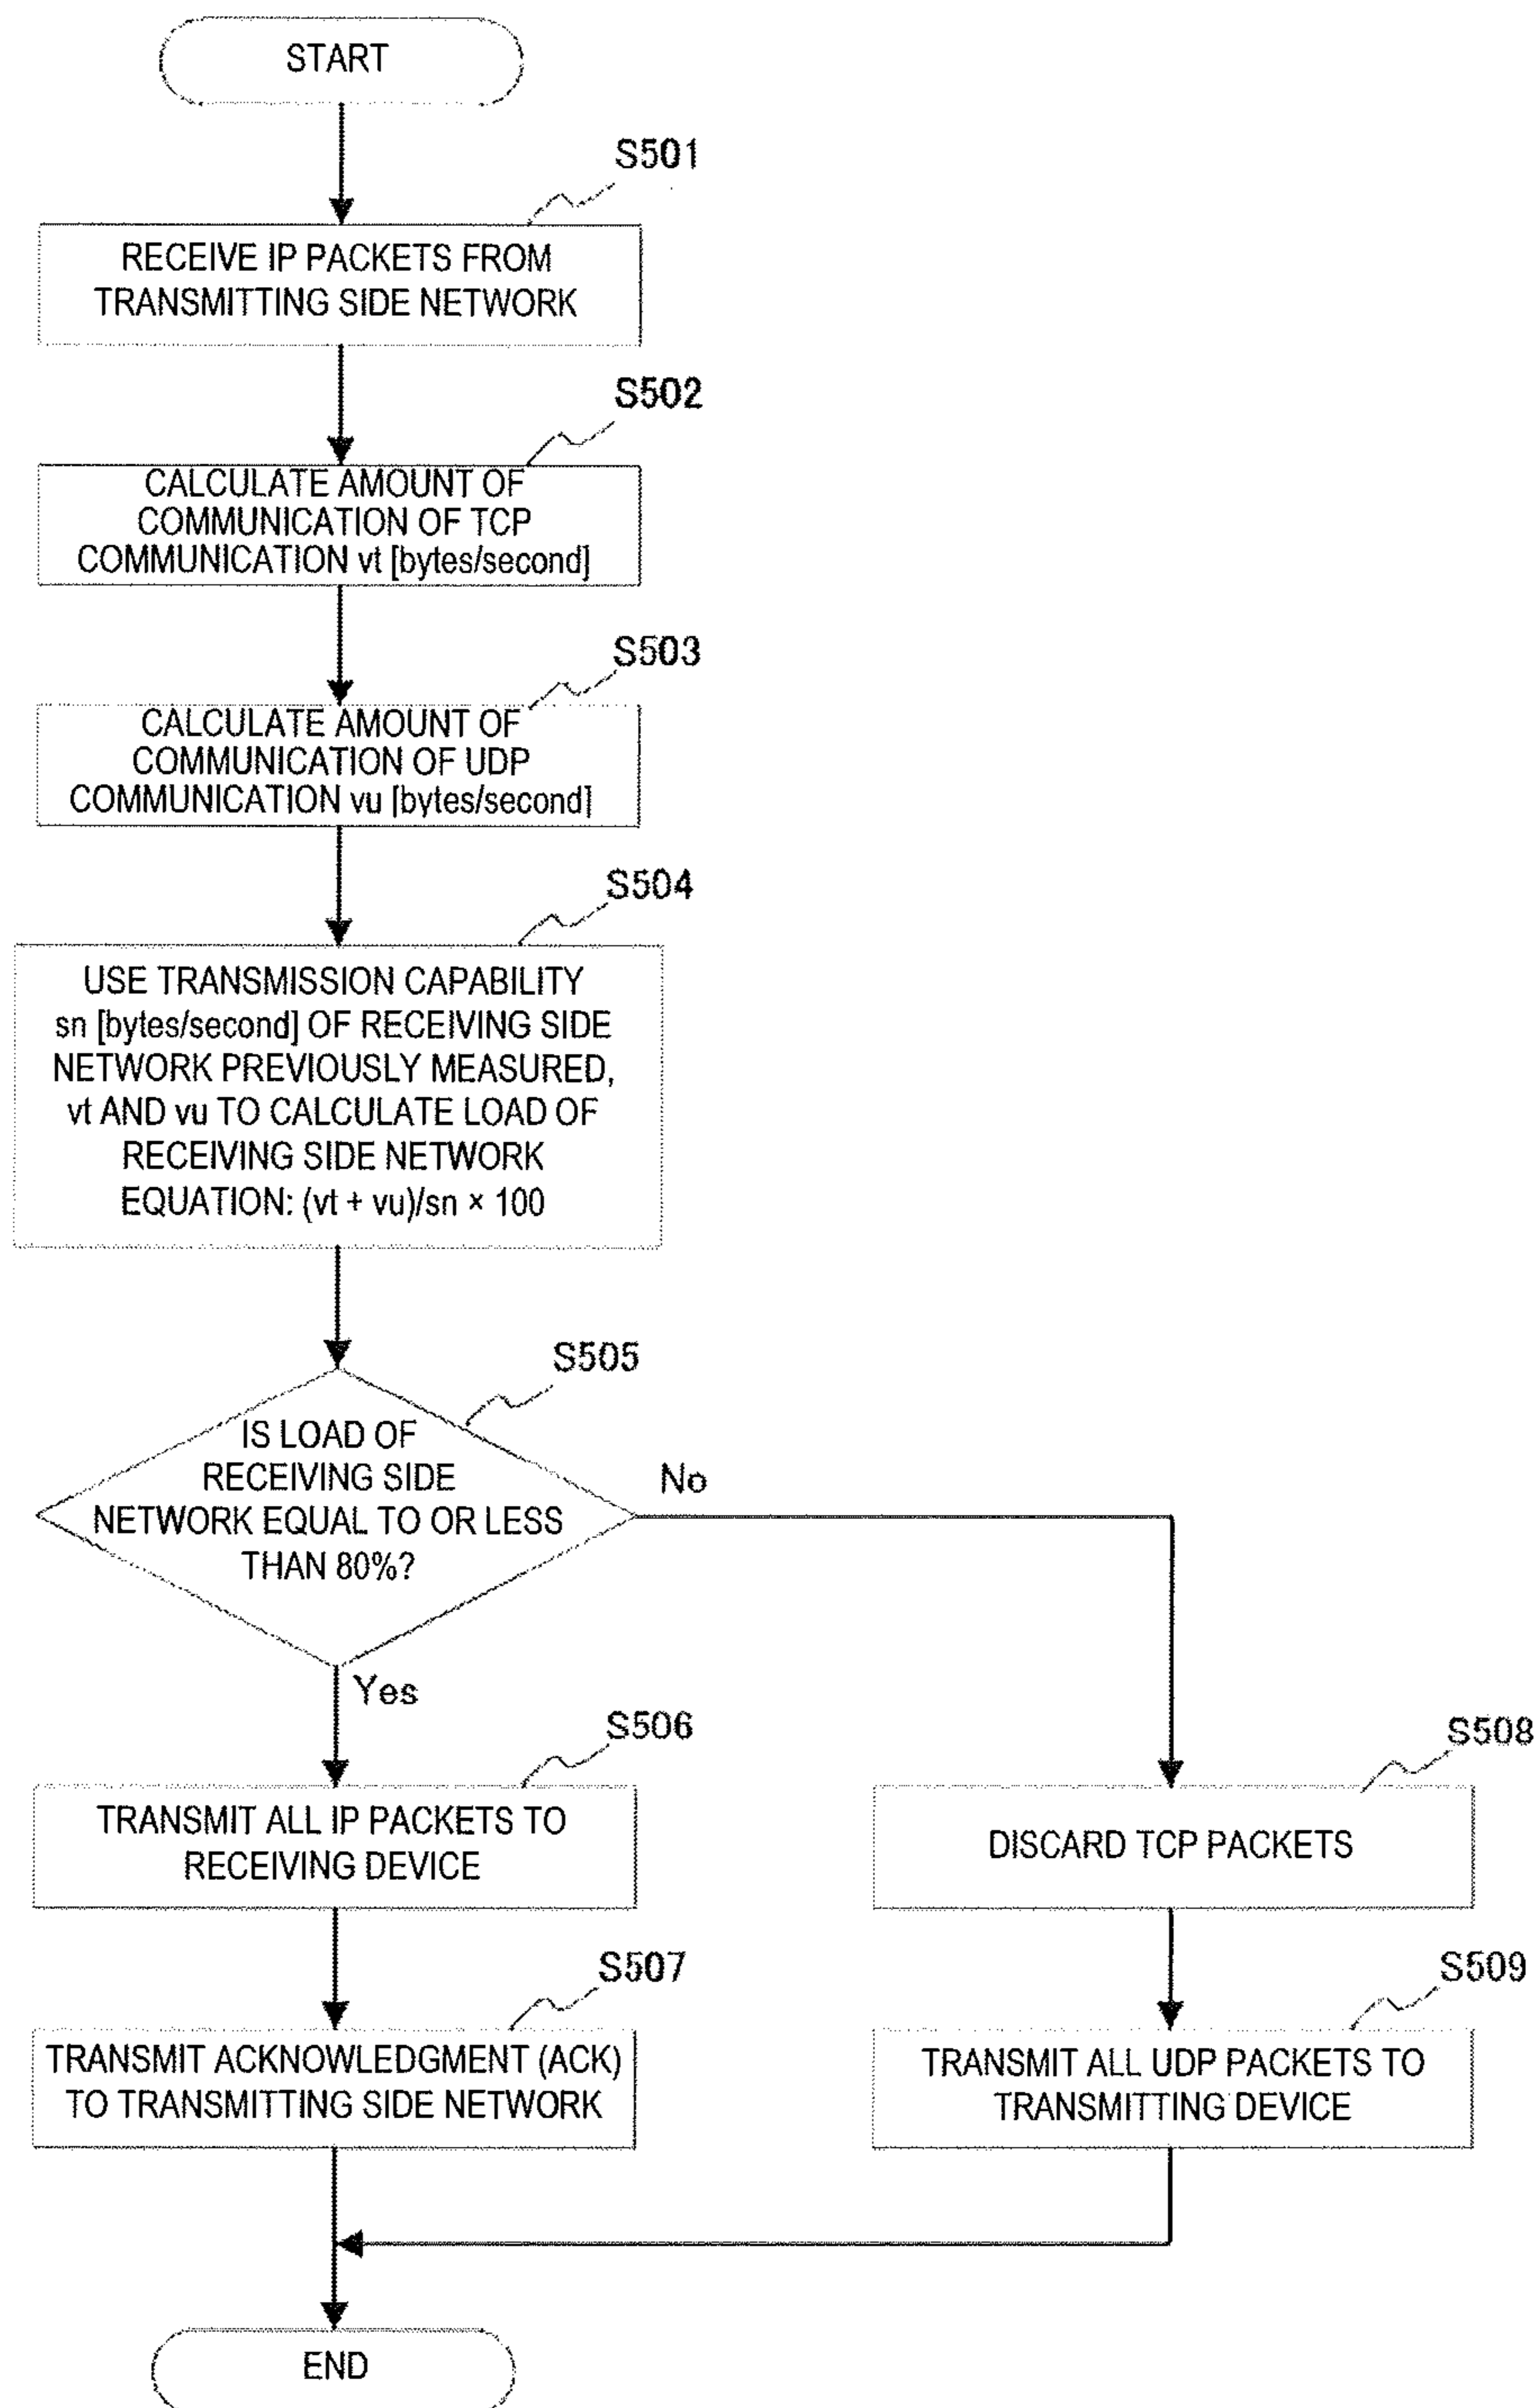 START
S501
RECEIVE IP PACKETS FROM
TRANSMITTING SIDE NETWORK
S502
CALCULATE AMOUNT OF
COMMUNICATION OF TCP
COMMUNICATION vt [bytes/second]
S503
CALCULATE AMOUNT OF
COMMUNICATION OF UDP
COMMUNICATION vu [bytes/second]
S504
USE TRANSMISSION CAPABILITY
sn [bytes/second] OF RECEIVING SIDE
NETWORK PREVIOUSLY MEASURED,
vt AND vu TO CALCULATE LOAD OF
RECEIVING SIDE NETWORK
EQUATION: (vt + vu)/sn × 100
S505
IS LOAD OF
RECEIVING SIDE
NETWORK EQUAL TO OR LESS
THAN 80%?
No
Yes
S506
TRANSMIT ALL IP PACKETS TO
RECEIVING DEVICE
S507
TRANSMIT ACKNOWLEDGMENT (ACK)
TO TRANSMITTING SIDE NETWORK
S508
DISCARD TCP PACKETS
S509
TRANSMIT ALL UDP PACKETS TO
TRANSMITTING DEVICE
END